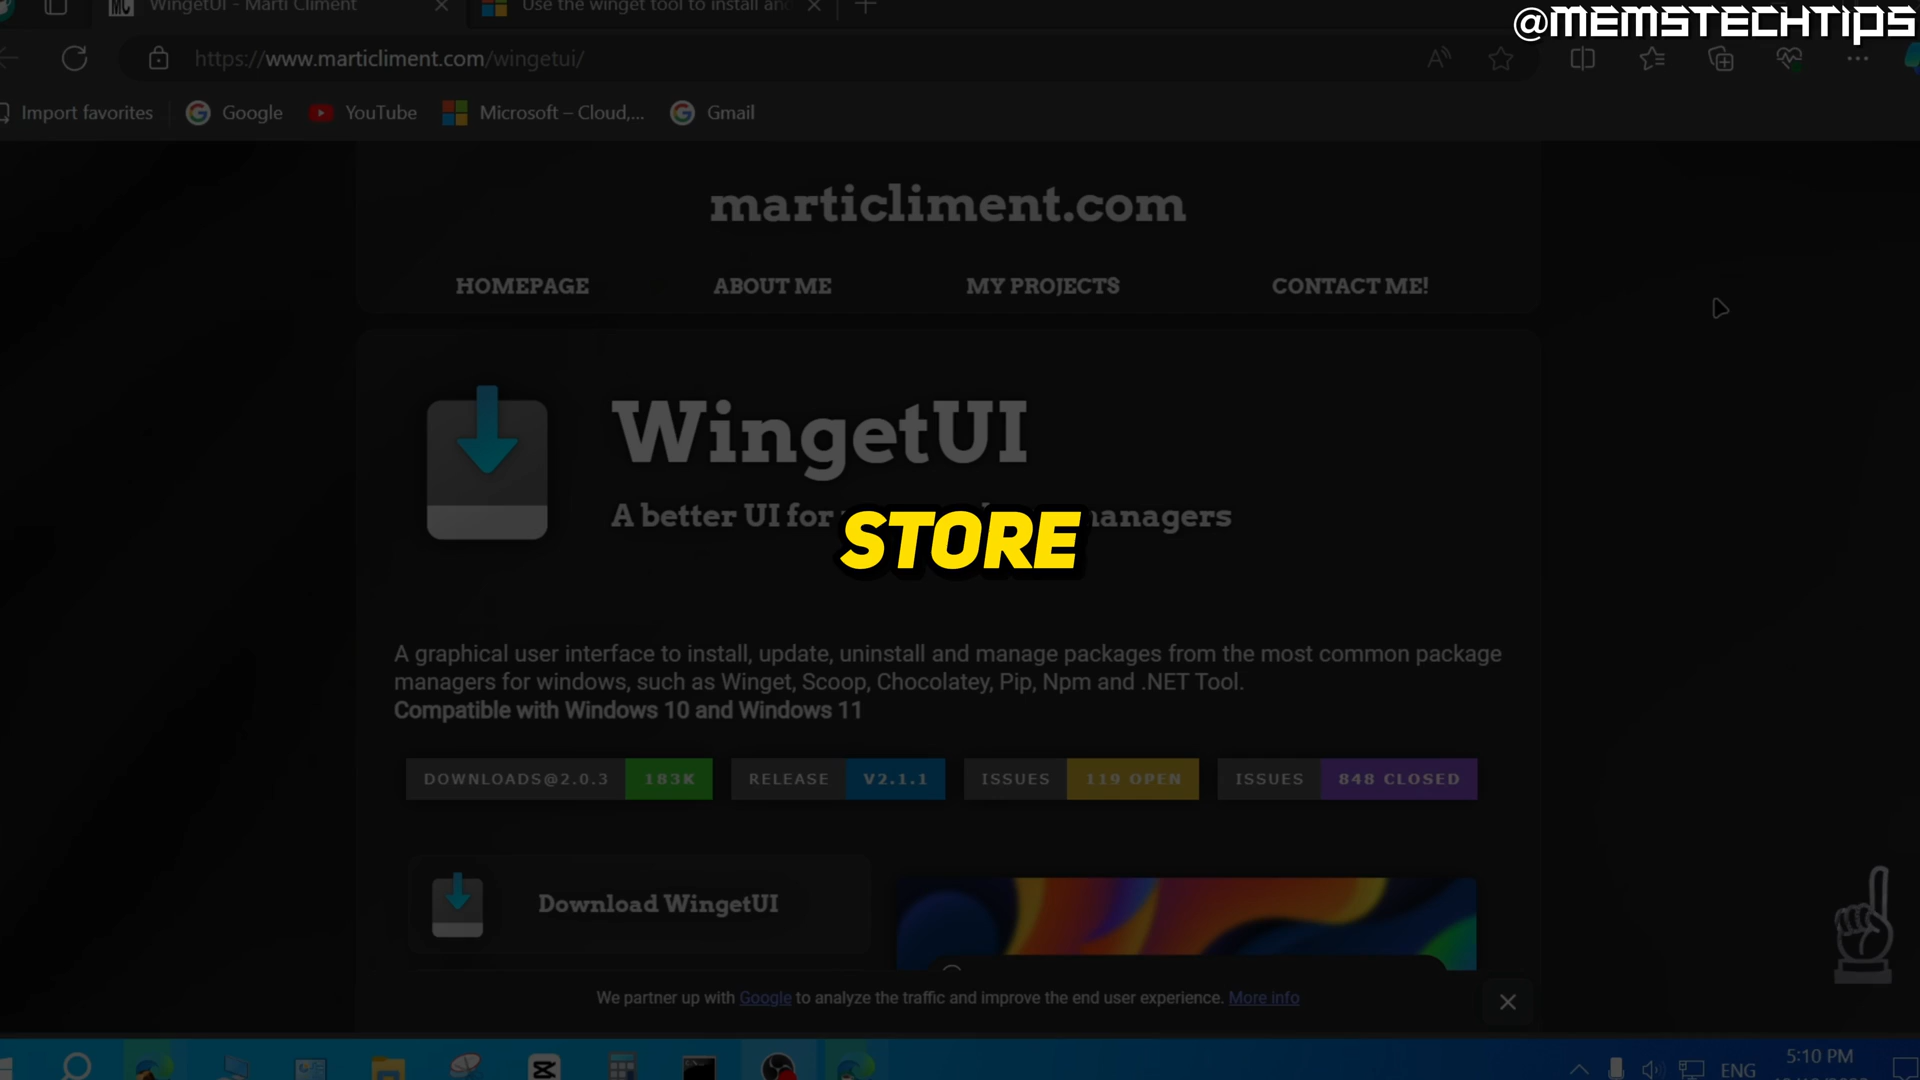 @MEMSTECHTIPS
WingetUI - Martí Climent
Use the winget tool to install and
https://www.marticliment.com/wingetui/
Import favorites
Google
YouTube
Microsoft – Cloud,...
Gmail
marticliment.com
HOMEPAGE
ABOUT ME
MY PROJECTS
CONTACT ME!
WingetUI
A better UI for
managers
STORE
A graphical user interface to install, update, uninstall and manage packages from the most common package
managers for windows, such as Winget, Scoop, Chocolatey, Pip, Npm and .NET Tool.
Compatible with Windows 10 and Windows 11
DOWNLOADS@2.0.3 183K
RELEASE V2.1.1
ISSUES 119 OPEN
ISSUES 848 CLOSED
Download WingetUI
We partner up with Google to analyze the traffic and improve the end user experience. More info
ENG
5:10 PM